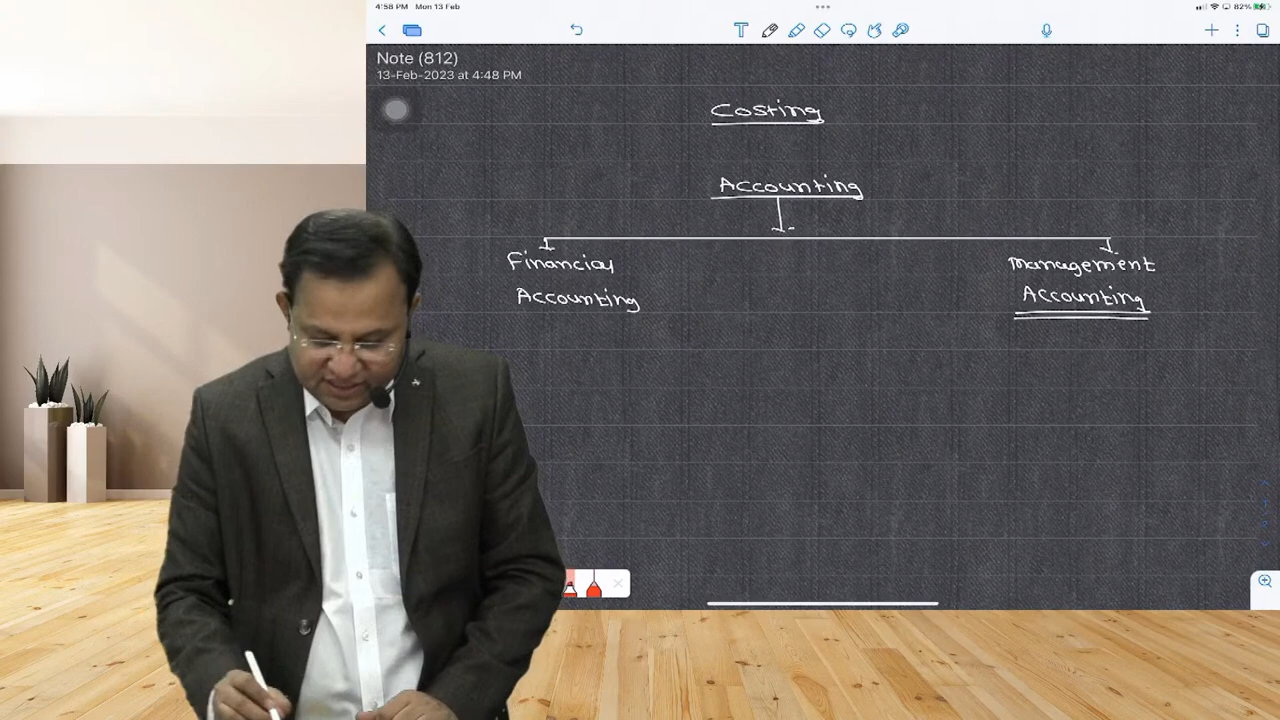 4:58 PM Mon 13 Feb
82%
Note (812)
13-Feb-2023 at 4:48 PM
Costing
Accounting
Financial
Accounting
Management
Accounting